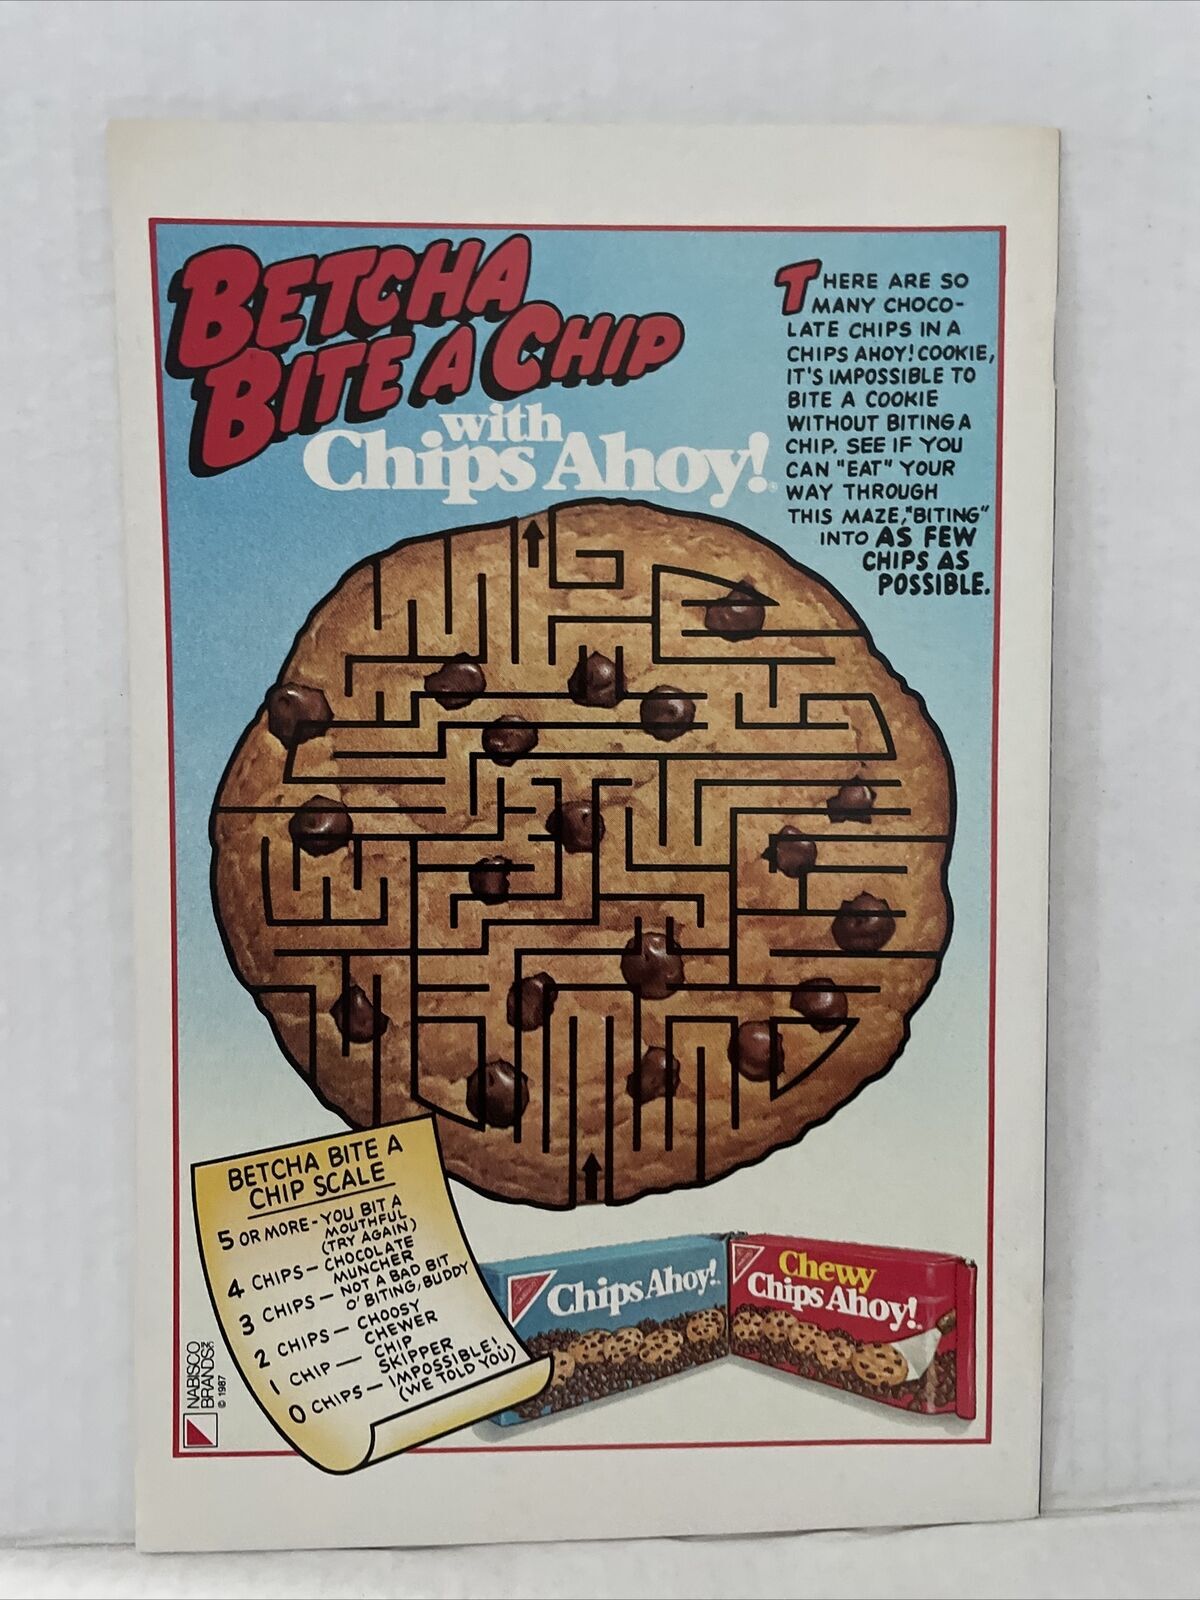 BETCHA
BITE A CHIP
with
Chips Ahoy!
THERE ARE SO
MANY CHOCO-
LATE CHIPS IN A
CHIPS AHOY! COOKIE,
IT'S IMPOSSIBLE TO
BITE A COOKIE
WITHOUT BITING A
CHIP. SEE IF YOU
CAN "EAT" YOUR
WAY THROUGH
THIS MAZE, "BITING"
INTO AS FEW
CHIPS AS
POSSIBLE.
BETCHA BITE A
CHIP SCALE
5 OR MORE - YOU BIT A
MOUTHFUL
(TRY AGAIN)
4 CHIPS - CHOCOLATE
MUNCHER
3 CHIPS - NOT A BAD BIT
O' BITING, BUDDY
2 CHIPS - CHOOSY
CHEWER
1 CHIP - CHIP
SKIPPER
0 CHIPS - IMPOSSIBLE!
(WE TOLD YOU)
Chips Ahoy!
Chewy
Chips Ahoy!
NABISCO
BRANDS
© 1987